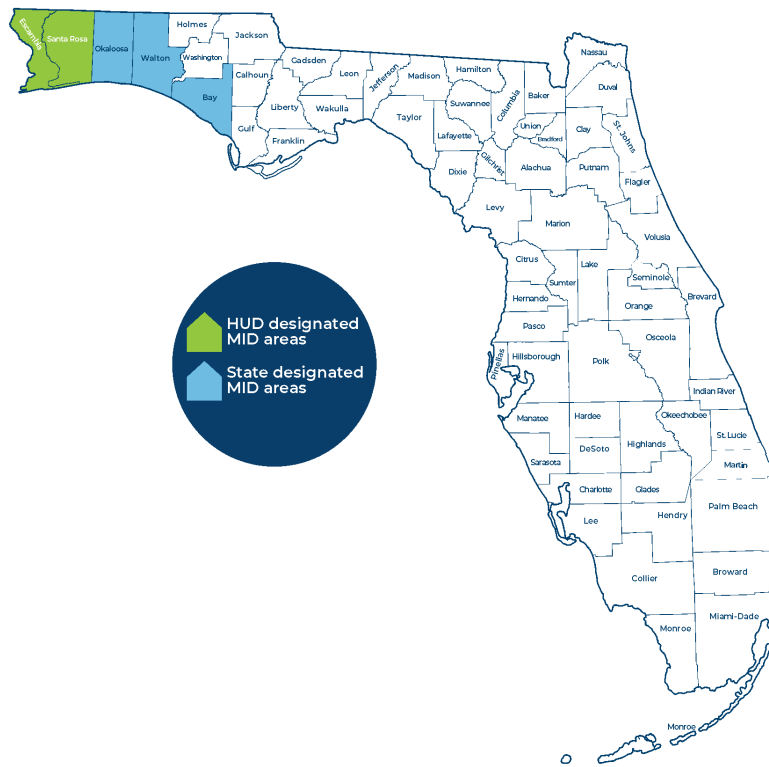 Escambia
Santa Rosa
Okaloosa
Walton
Holmes
Jackson
Washington
Bay
Calhoun
Gulf
Gadsden
Liberty
Franklin
Leon
Wakulla
Jefferson
Madison
Taylor
Hamilton
Suwannee
Lafayette
Dixie
Columbia
Gilchrist
Levy
Baker
Union
Bradford
Alachua
Nassau
Duval
Clay
St. Johns
Putnam
Flagler
Marion
Volusia
Citrus
Sumter
Lake
Hernando
Pasco
Seminole
Orange
Brevard
Osceola
Pinellas
Hillsborough
Polk
Indian River
Manatee
Hardee
Okeechobee
St. Lucie
Highlands
DeSoto
Sarasota
Martin
Charlotte
Glades
Palm Beach
Lee
Hendry
Collier
Broward
Miami-Dade
Monroe
Monroe
HUD designated
MID areas
State designated
MID areas